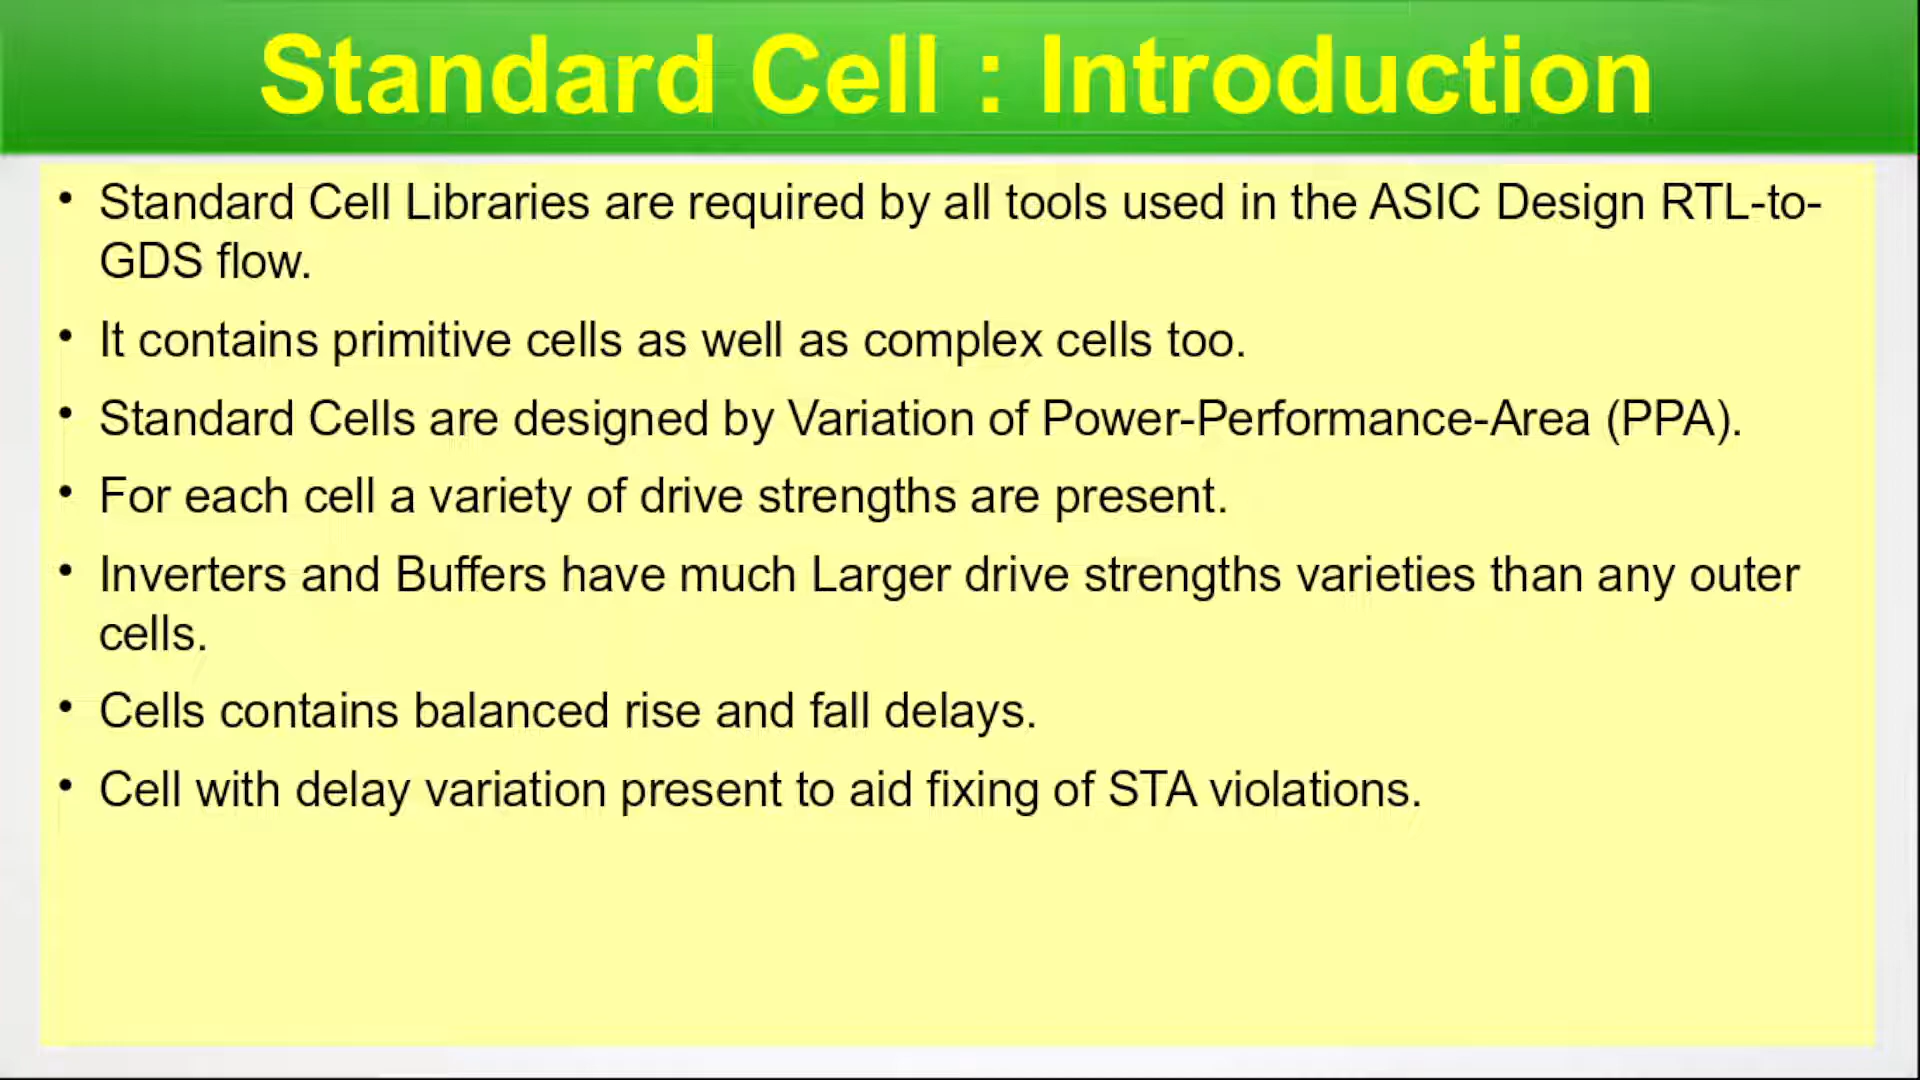 Standard Cell : Introduction
• Standard Cell Libraries are required by all tools used in the ASIC Design RTL-to-
GDS flow.
• It contains primitive cells as well as complex cells too.
• Standard Cells are designed by Variation of Power-Performance-Area (PPA).
• For each cell a variety of drive strengths are present.
• Inverters and Buffers have much Larger drive strengths varieties than any outer
cells.
• Cells contains balanced rise and fall delays.
• Cell with delay variation present to aid fixing of STA violations.